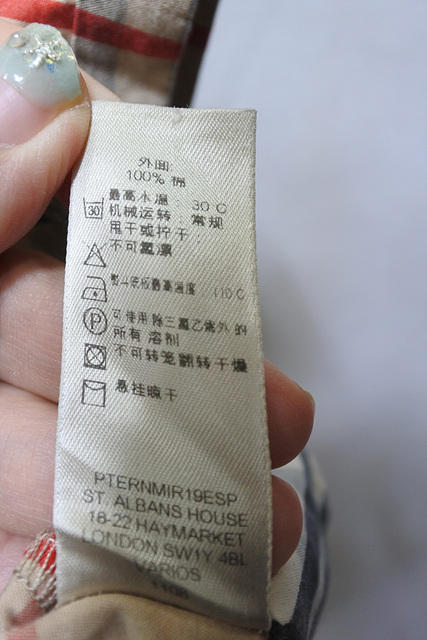 外面
100% 棉
最高水温 30 C
30
机械运转 常规
甩干或拧干
不可氯漂
熨斗底板最高温度 110 C
P
可使用除三氯乙烯外的
所有溶剂
不可转笼翻转干燥
悬挂晾干
PTERNMIR19ESP
ST. ALBANS HOUSE
18-22 HAYMARKET
LONDON SW1Y 4BL
VARIOS